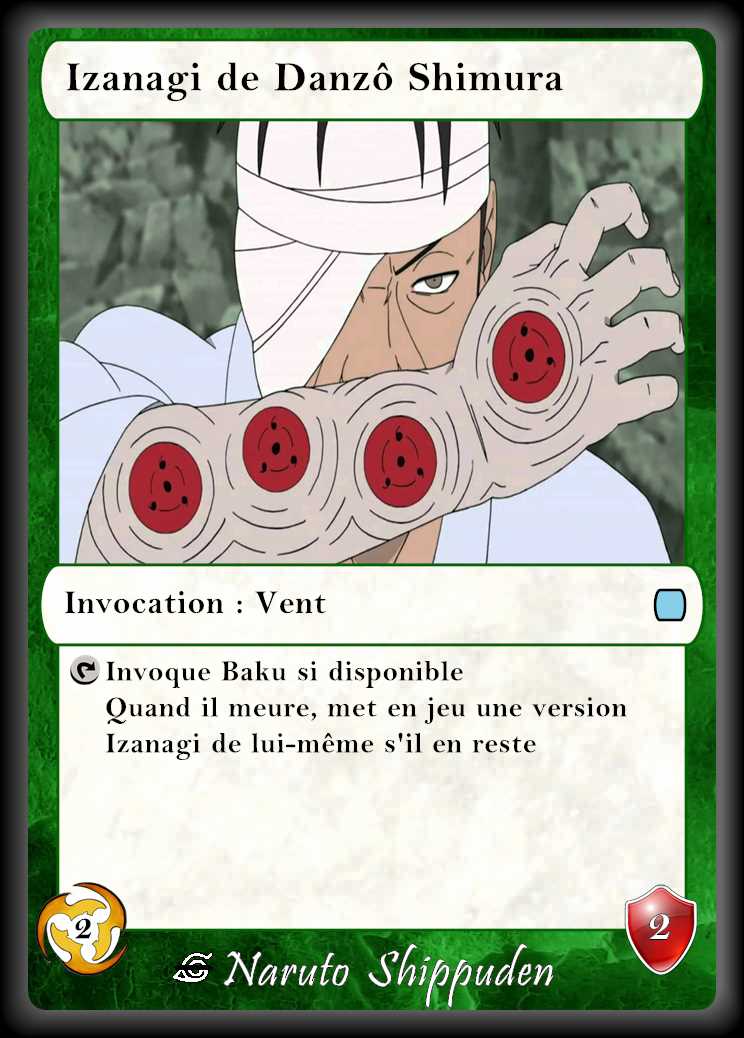 Izanagi de Danzô Shimura
Invocation : Vent
Invoque Baku si disponible
Quand il meure, met en jeu une version
Izanagi de lui-même s'il en reste
2
2
Naruto Shippuden